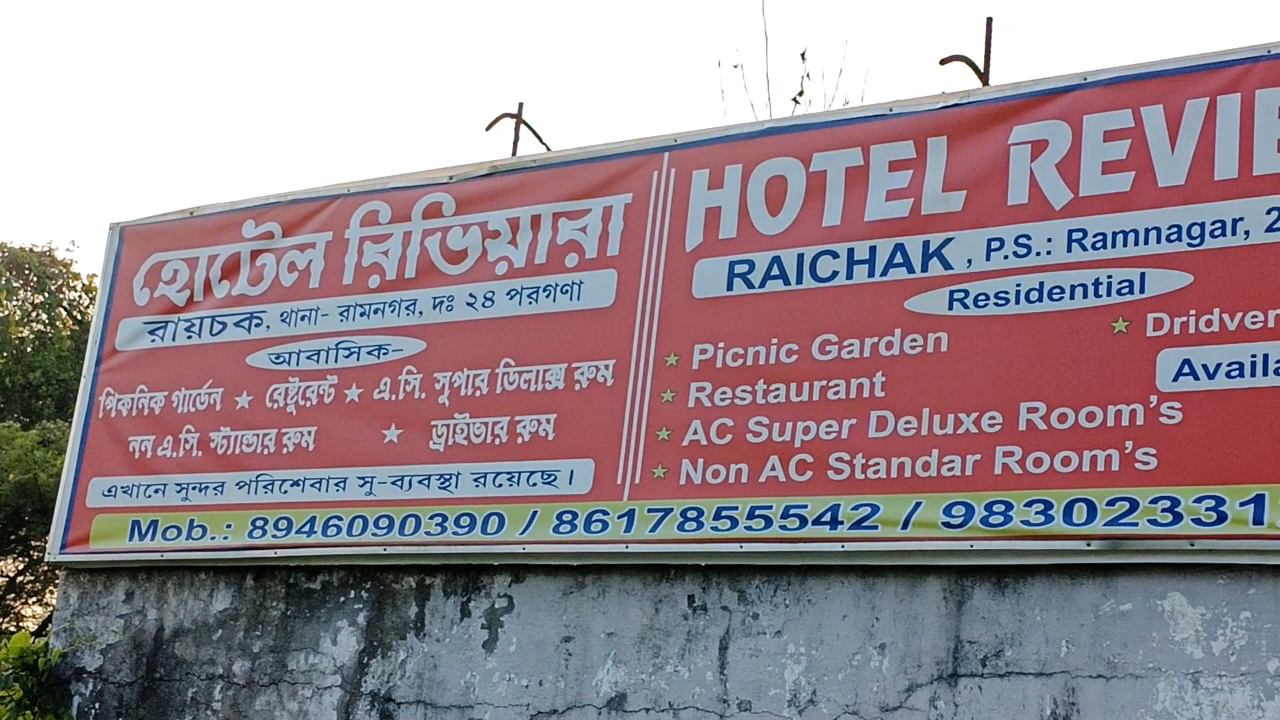 হোটেল রিভিয়ারা
রায়চক, থানা- রামনগর, দঃ ২৪ পরগণা
আবাসিক-
পিকনিক গার্ডেন ★ রেষ্টুরেন্ট ★ এ.সি. সুপার ডিলাক্স রুম
নন এ.সি. স্ট্যান্ডার রুম ★ ড্রাইভার রুম
এখানে সুন্দর পরিশেবার সু-ব্যবস্থা রয়েছে।
HOTEL REVIE
RAICHAK, P.S.: Ramnagar, 2
Residential
★ Picnic Garden
★ Restaurant
★ AC Super Deluxe Room's
★ Non AC Standar Room's
★ Dridver
Availa
Mob.: 8946090390 / 8617855542 / 98302331